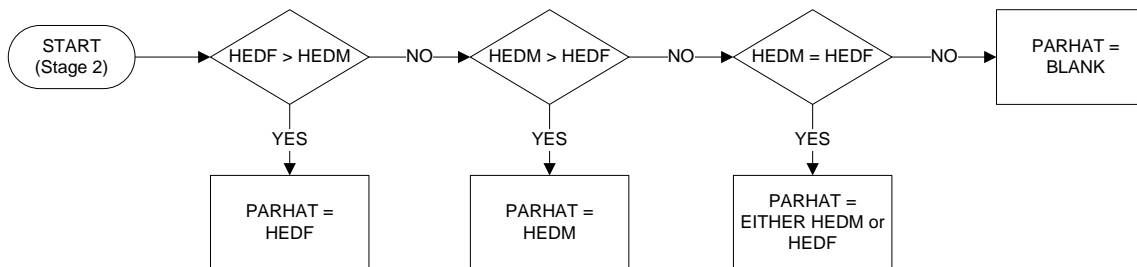 START
(Stage 2)
HEDF > HEDM
NO
HEDM > HEDF
NO
HEDM = HEDF
NO
PARHAT =
BLANK
YES
YES
YES
PARHAT =
HEDF
PARHAT =
HEDM
PARHAT =
EITHER HEDM or
HEDF